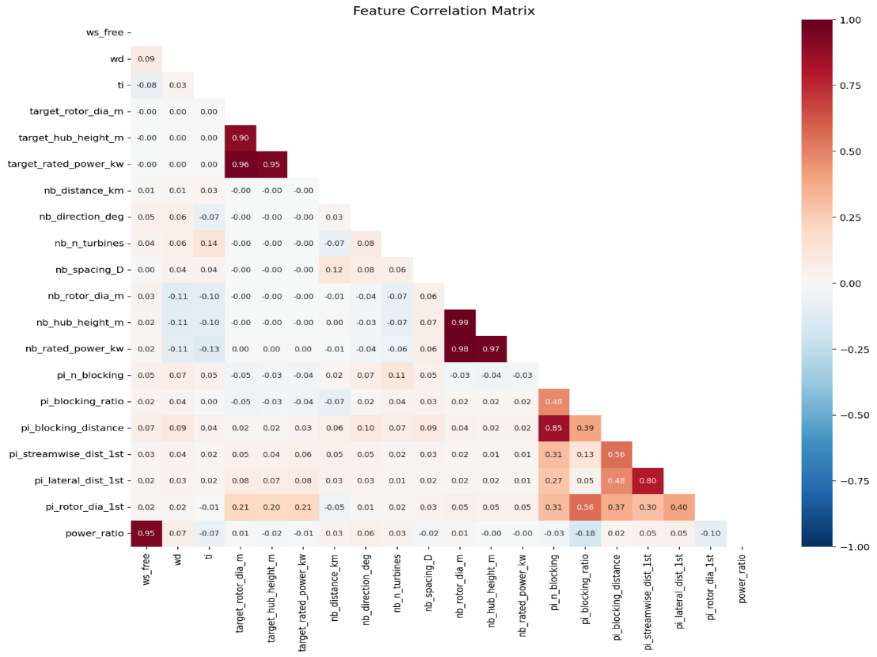 Feature Correlation Matrix
ws_free
wd 0.09
ti -0.08 0.03
target_rotor_dia_m -0.00 0.00 0.00
target_hub_height_m -0.00 0.00 0.00 0.90
target_rated_power_kw -0.00 0.00 0.00 0.96 0.95
nb_distance_km 0.01 0.01 0.03 -0.00 -0.00 -0.00
nb_direction_deg 0.05 0.06 -0.07 -0.00 -0.00 -0.00 0.03
nb_n_turbines 0.04 0.06 0.14 -0.00 -0.00 -0.00 -0.07 0.08
nb_spacing_D 0.00 0.04 0.04 -0.00 -0.00 -0.00 0.12 0.08 0.06
nb_rotor_dia_m 0.03 -0.11 -0.10 -0.00 -0.00 -0.00 -0.01 -0.04 -0.07 0.06
nb_hub_height_m 0.02 -0.11 -0.10 -0.00 -0.00 -0.00 0.00 -0.03 -0.07 0.07 0.99
nb_rated_power_kw 0.02 -0.11 -0.13 0.00 0.00 0.00 -0.01 -0.04 -0.06 0.06 0.98 0.97
pi_n_blocking 0.05 0.07 0.05 -0.05 -0.03 -0.04 0.02 0.07 0.11 0.05 -0.03 -0.04 -0.03
pi_blocking_ratio 0.02 0.04 0.00 -0.05 -0.03 -0.04 -0.07 0.02 0.04 0.03 0.02 0.02 0.02 0.48
pi_blocking_distance 0.07 0.09 0.04 0.02 0.02 0.03 0.06 0.10 0.07 0.09 0.04 0.02 0.02 0.85 0.39
pi_streamwise_dist_1st 0.03 0.04 0.02 0.05 0.04 0.06 0.05 0.02 0.05 0.02 0.03 0.02 0.02 0.31 0.13 0.56
pi_lateral_dist_1st 0.02 0.03 0.02 0.08 0.07 0.08 0.03 0.02 0.03 0.02 0.01 0.01 0.01 0.27 0.05 0.48 0.80
pi_rotor_dia_1st 0.02 0.02 -0.01 0.21 0.20 0.21 -0.05 0.01 0.02 0.03 0.05 0.05 0.05 0.31 0.56 0.37 0.30 0.40
power_ratio 0.95 0.07 -0.07 0.01 -0.02 -0.01 0.03 0.06 0.03 -0.02 0.01 -0.00 -0.00 -0.03 -0.18 0.02 0.05 0.05 -0.10
ws_free
wd
ti
target_rotor_dia_m
target_hub_height_m
target_rated_power_kw
nb_distance_km
nb_direction_deg
nb_n_turbines
nb_spacing_D
nb_rotor_dia_m
nb_hub_height_m
nb_rated_power_kw
pi_n_blocking
pi_blocking_ratio
pi_blocking_distance
pi_streamwise_dist_1st
pi_lateral_dist_1st
pi_rotor_dia_1st
power_ratio
1.00
0.75
0.50
0.25
0.00
−0.25
−0.50
−0.75
−1.00